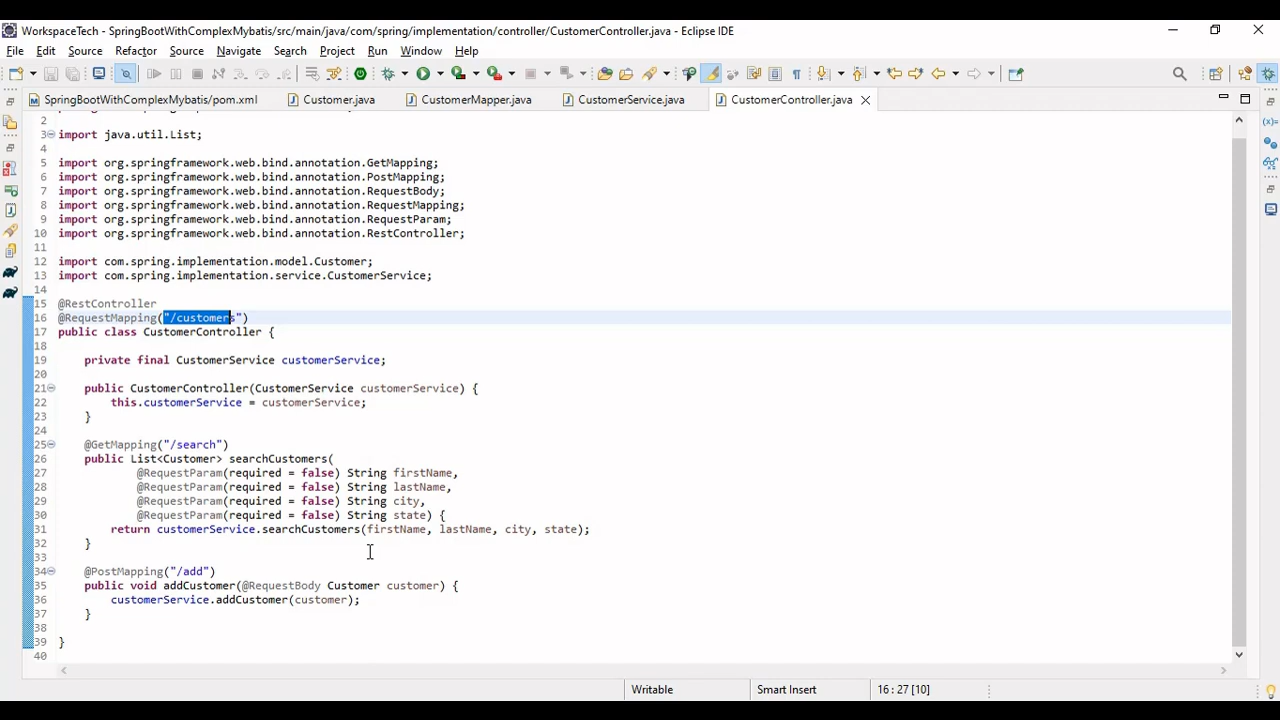 WorkspaceTech - SpringBootWithComplexMybatis/src/main/java/com/spring/implementation/controller/CustomerController.java - Eclipse IDE
File Edit Source Refactor Source Navigate Search Project Run Window Help
SpringBootWithComplexMybatis/pom.xml Customer.java CustomerMapper.java CustomerService.java CustomerController.java
2
3 import java.util.List;
4
5 import org.springframework.web.bind.annotation.GetMapping;
6 import org.springframework.web.bind.annotation.PostMapping;
7 import org.springframework.web.bind.annotation.RequestBody;
8 import org.springframework.web.bind.annotation.RequestMapping;
9 import org.springframework.web.bind.annotation.RequestParam;
10 import org.springframework.web.bind.annotation.RestController;
11
12 import com.spring.implementation.model.Customer;
13 import com.spring.implementation.service.CustomerService;
14
15 @RestController
16 @RequestMapping("/customers")
17 public class CustomerController {
18
19 private final CustomerService customerService;
20
21 public CustomerController(CustomerService customerService) {
22 this.customerService = customerService;
23 }
24
25 @GetMapping("/search")
26 public List<Customer> searchCustomers(
27 @RequestParam(required = false) String firstName,
28 @RequestParam(required = false) String lastName,
29 @RequestParam(required = false) String city,
30 @RequestParam(required = false) String state) {
31 return customerService.searchCustomers(firstName, lastName, city, state);
32 }
33
34 @PostMapping("/add")
35 public void addCustomer(@RequestBody Customer customer) {
36 customerService.addCustomer(customer);
37 }
38
39 }
40
Writable Smart Insert 16 : 27 [10]